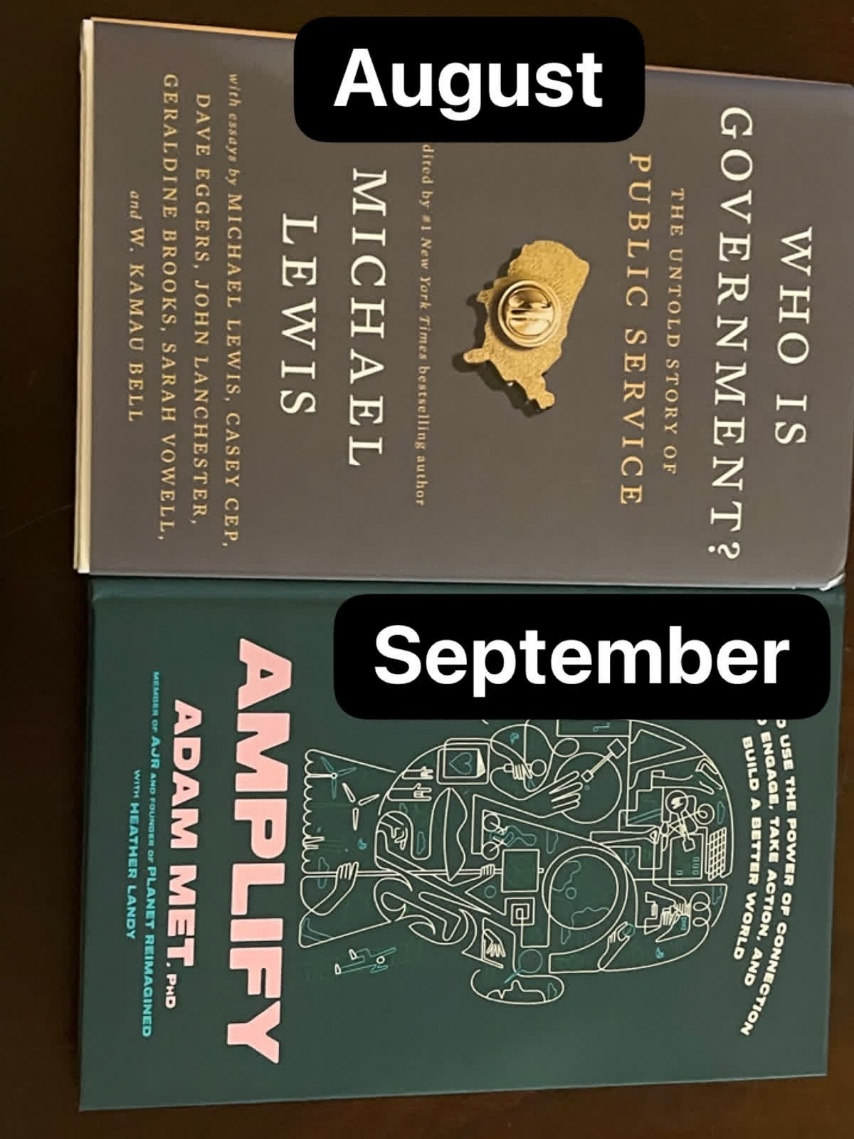 August
WHO IS
GOVERNMENT?
THE UNTOLD STORY OF
PUBLIC SERVICE
dited by #1 New York Times bestselling author
MICHAEL
LEWIS
with essays by MICHAEL LEWIS, CASEY CEP,
DAVE EGGERS, JOHN LANCHESTER,
GERALDINE BROOKS, SARAH VOWELL,
and W. KAMAU BELL
September
USE THE POWER OF CONNECTION
ENGAGE, TAKE ACTION, AND
BUILD A BETTER WORLD
AMPLIFY
ADAM MET, PHD
MEMBER OF AJR AND FOUNDER OF PLANET REIMAGINED
WITH HEATHER LANDY